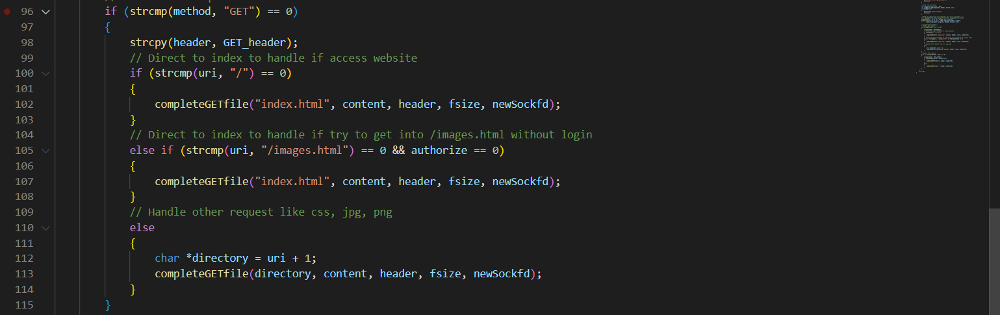 96 if (strcmp(method, "GET") == 0)
97 {
98 strcpy(header, GET_header);
99 // Direct to index to handle if access website
100 if (strcmp(uri, "/") == 0)
101 {
102 completeGETfile("index.html", content, header, fsize, newSockfd);
103 }
104 // Direct to index to handle if try to get into /images.html without login
105 else if (strcmp(uri, "/images.html") == 0 && authorize == 0)
106 {
107 completeGETfile("index.html", content, header, fsize, newSockfd);
108 }
109 // Handle other request like css, jpg, png
110 else
111 {
112 char *directory = uri + 1;
113 completeGETfile(directory, content, header, fsize, newSockfd);
114 }
115 }